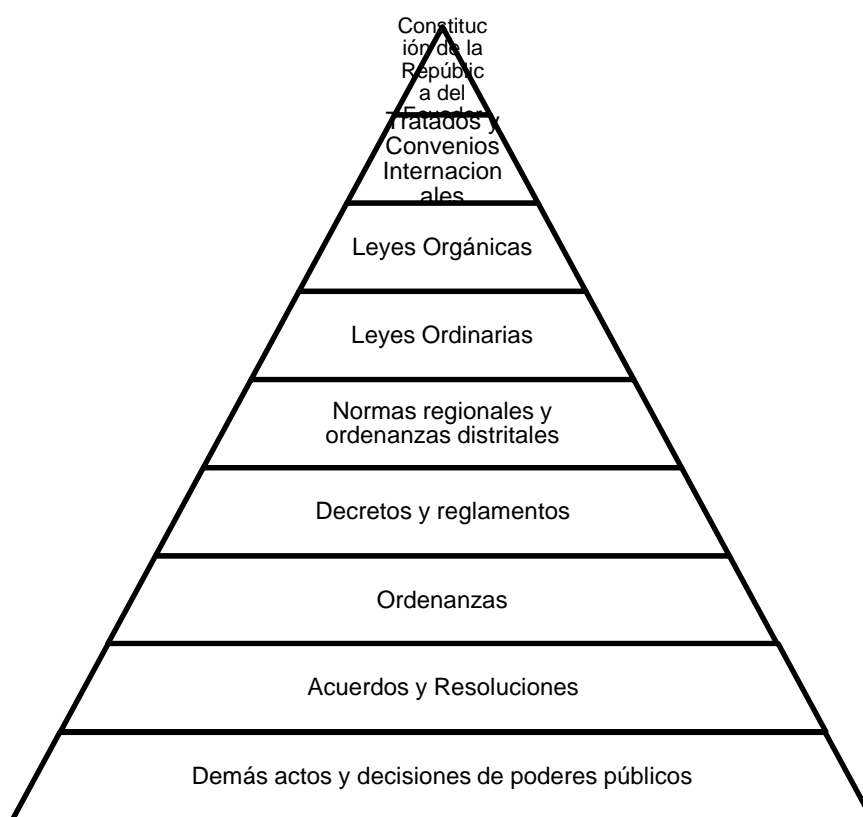 Constituc
ión de la
Repúblic
a del
Ecuador
Tratados y
Convenios
Internacion
ales
Leyes Orgánicas
Leyes Ordinarias
Normas regionales y
ordenanzas distritales
Decretos y reglamentos
Ordenanzas
Acuerdos y Resoluciones
Demás actos y decisiones de poderes públicos